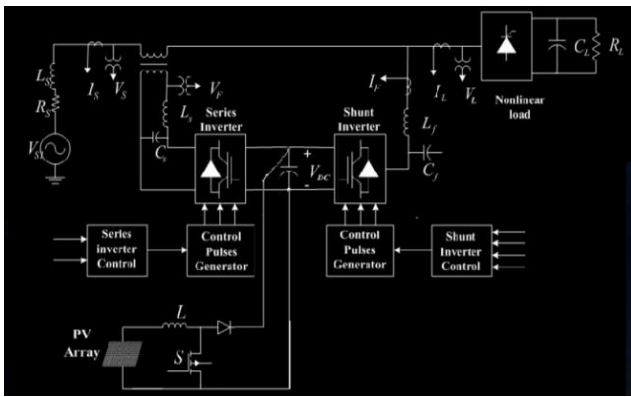 L_S
R_S
V_S1
I_S
V_S
V_F
L_s
C_s
Series
Inverter
V_DC
+
-
Shunt
Inverter
I_F
I_L
V_L
L_f
C_f
Nonlinear
load
C_L
R_L
Series
inverter
Control
Control
Pulses
Generator
Control
Pulses
Generator
Shunt
Inverter
Control
PV
Array
L
S